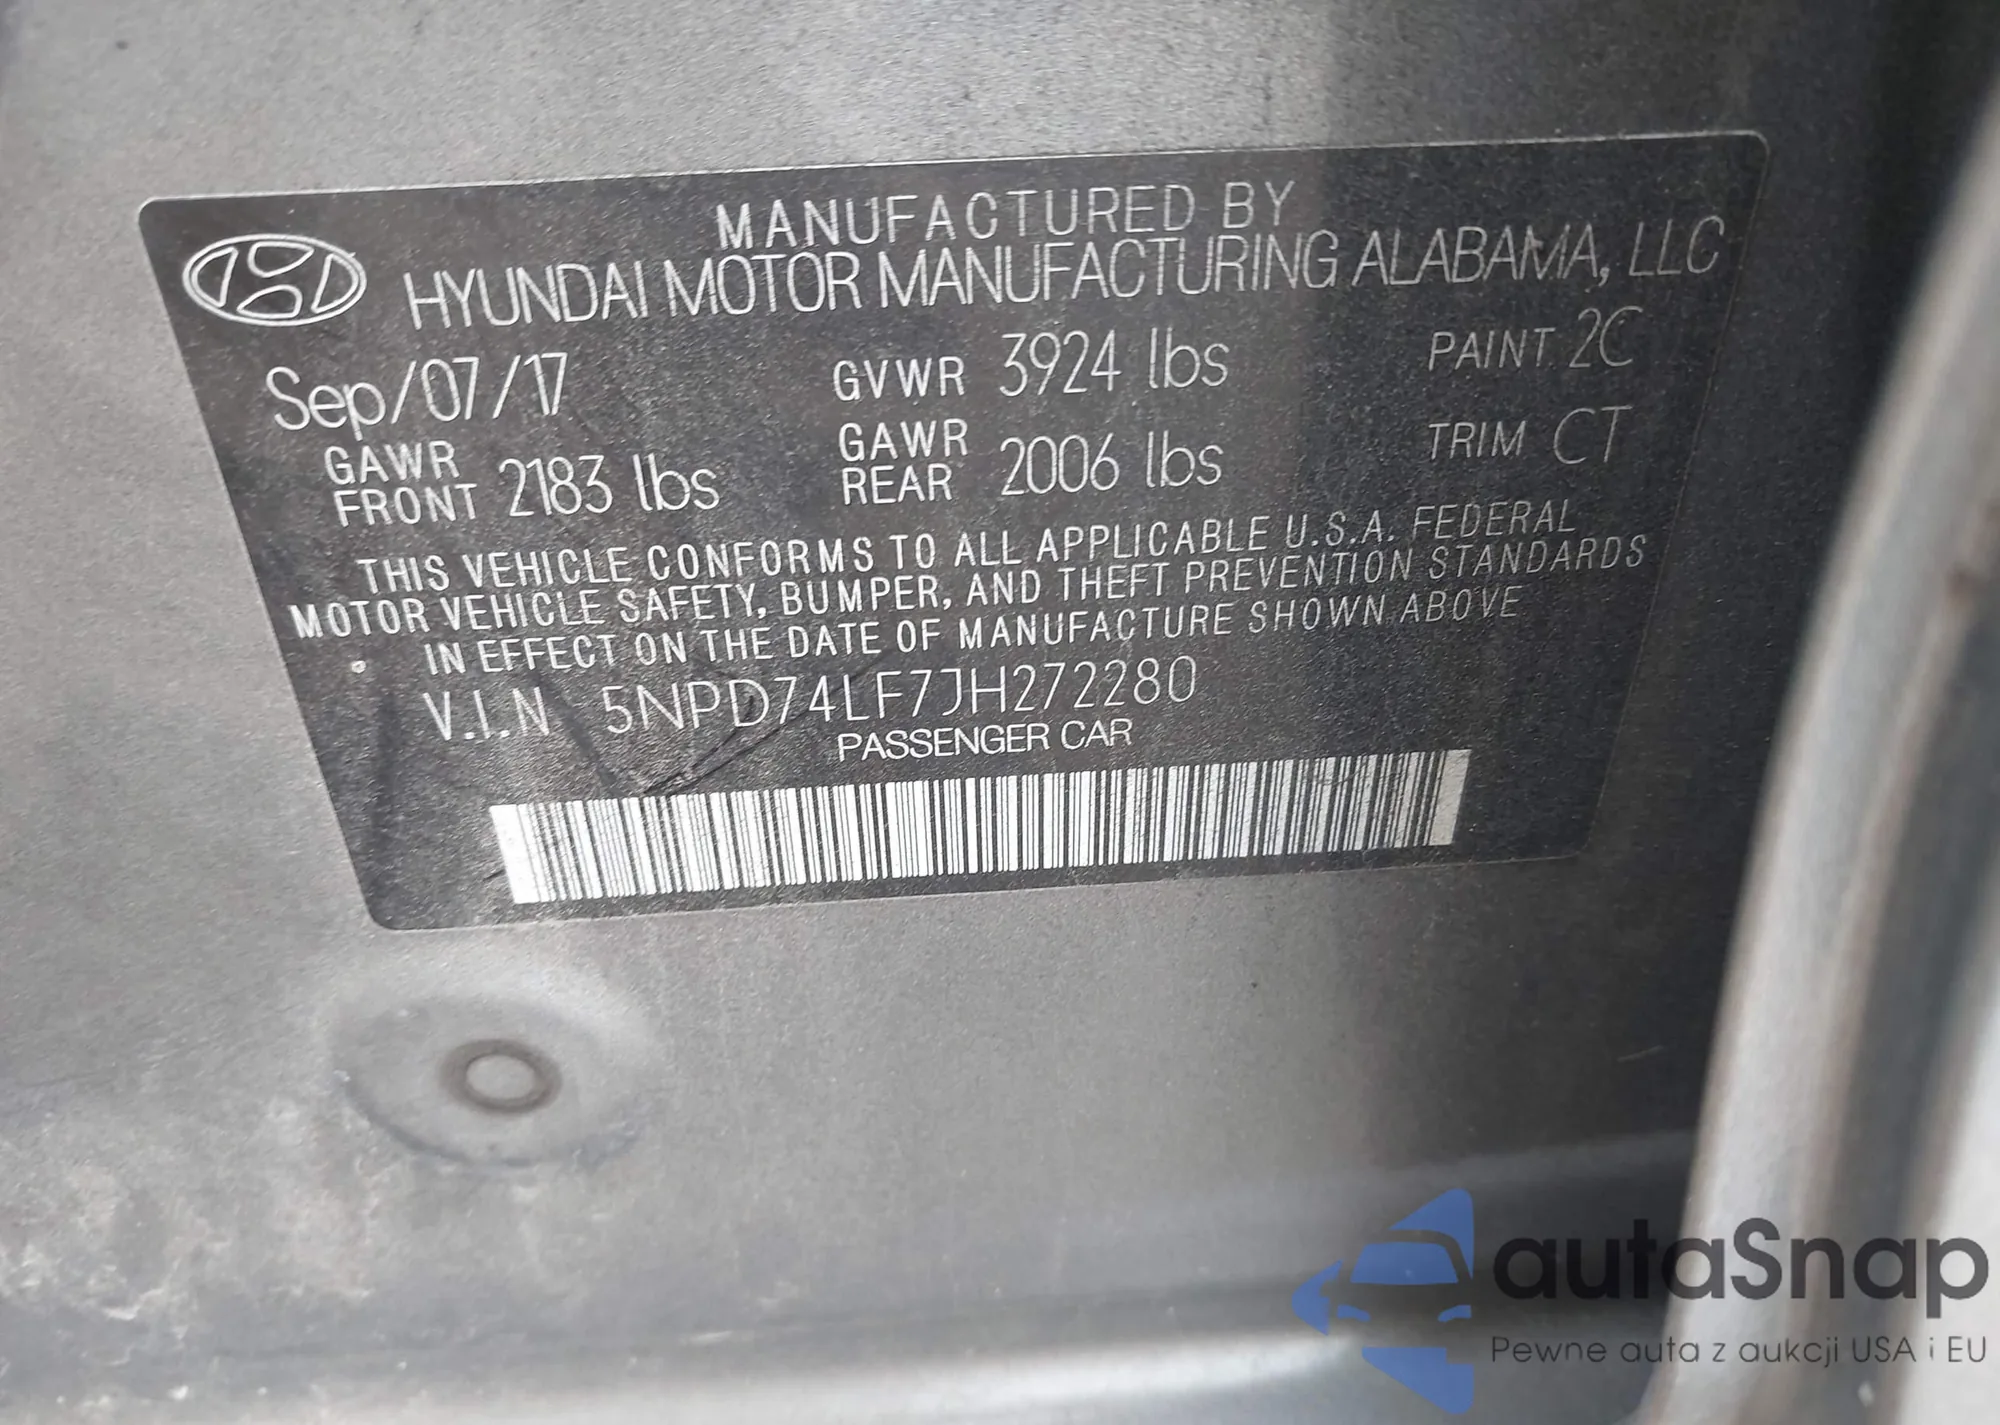 MANUFACTURED BY
HYUNDAI MOTOR MANUFACTURING ALABAMA, LLC
Sep/07/17 GVWR 3924 lbs PAINT 2C
GAWR FRONT 2183 lbs GAWR REAR 2006 lbs TRIM CT
THIS VEHICLE CONFORMS TO ALL APPLICABLE U.S.A. FEDERAL
MOTOR VEHICLE SAFETY, BUMPER, AND THEFT PREVENTION STANDARDS
IN EFFECT ON THE DATE OF MANUFACTURE SHOWN ABOVE
V.I.N 5NPD74LF7JH272280
PASSENGER CAR
autaSnap
Pewne auta z aukcji USA i EU